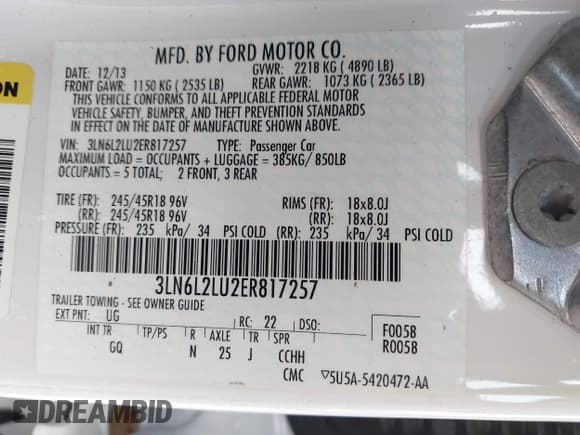 MFD. BY FORD MOTOR CO.
DATE: 12/13 GVWR: 2218 KG ( 4890 LB)
FRONT GAWR: 1150 KG ( 2535 LB) REAR GAWR: 1073 KG ( 2365 LB)
THIS VEHICLE CONFORMS TO ALL APPLICABLE FEDERAL MOTOR
VEHICLE SAFETY, BUMPER, AND THEFT PREVENTION STANDARDS
IN EFFECT ON THE DATE OF MANUFACTURE SHOWN ABOVE.
VIN: 3LN6L2LU2ER817257 TYPE: Passenger Car
MAXIMUM LOAD = OCCUPANTS + LUGGAGE = 385KG/ 850LB
OCCUPANTS = 5 TOTAL; 2 FRONT, 3 REAR
TIRE (FR): 245/45R18 96V RIMS (FR): 18x8.0J
(RR): 245/45R18 96V (RR): 18x8.0J
PRESSURE (FR): 235 kPa/ 34 PSI COLD (RR): 235 kPa/ 34 PSI COLD
3LN6L2LU2ER817257
TRAILER TOWING - SEE OWNER GUIDE
EXT PNT: UG RC: 22 DSO: F0058
INT TR TP/PS R AXLE TR SPR R0058
GQ N 25 J CCHH
CMC ▽5U5A-5420472-AA
ON
DREAMBID